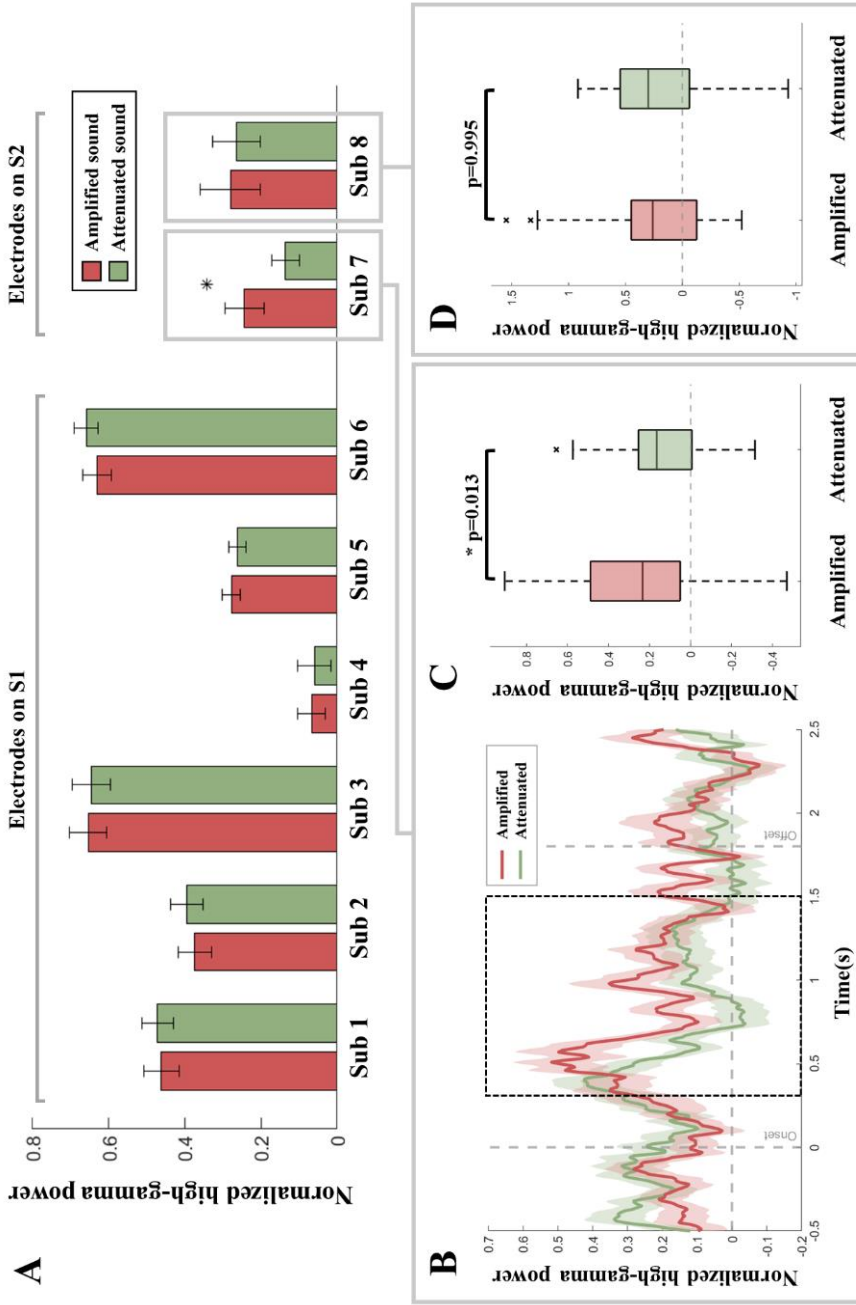 A
Electrodes on S1
Electrodes on S2
Amplified sound
Attenuated sound
Normalized high-gamma power
0.8
0.6
0.4
0.2
0
*
Sub 1
Sub 2
Sub 3
Sub 4
Sub 5
Sub 6
Sub 7
Sub 8
B
Amplified
Attenuated
Normalized high-gamma power
0.7
0.6
0.5
0.4
0.3
0.2
0.1
0
-0.1
-0.2
Onset
Offset
-0.5
0
0.5
1
1.5
2
2.5
Time(s)
C
* p=0.013
Normalized high-gamma power
0.8
0.6
0.4
0.2
0
-0.2
-0.4
Amplified
Attenuated
D
p=0.995
Normalized high-gamma power
1.5
1
0.5
0
-0.5
-1
Amplified
Attenuated